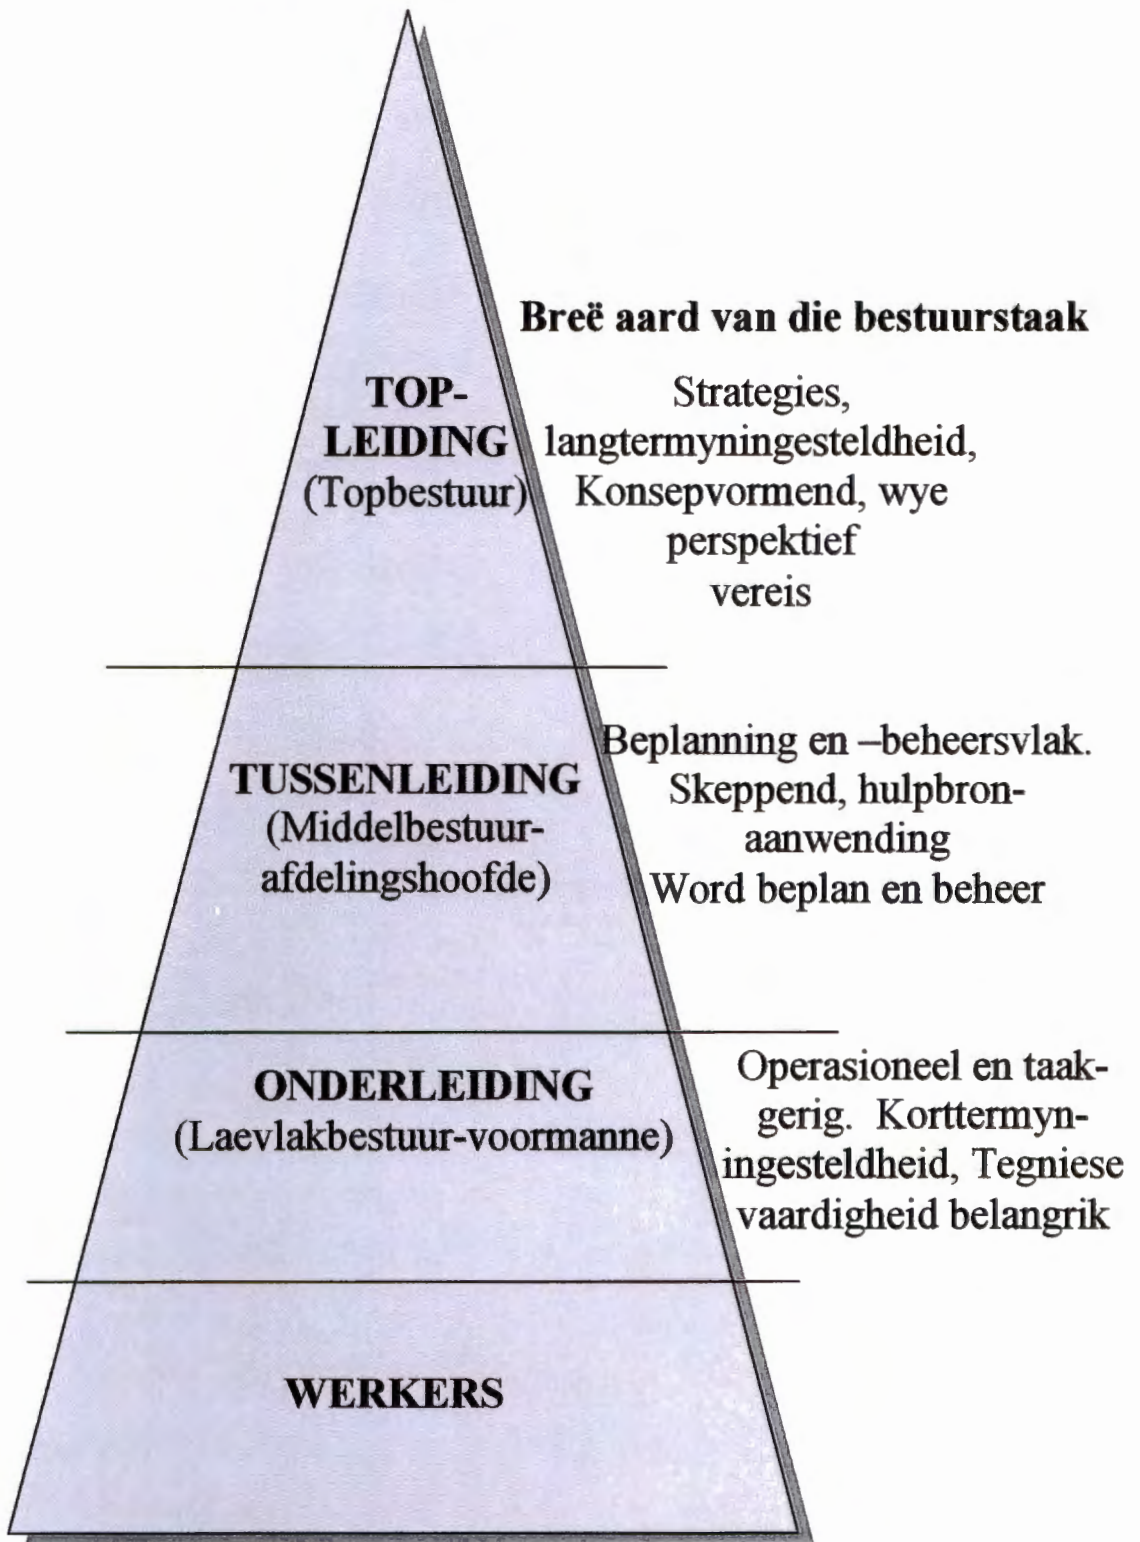 Breë aard van die bestuurstaak
TOP-
LEIDING
(Topbestuur)
Strategies,
langtermyningesteldheid,
Konsepvormend, wye
perspektief
vereis
TUSSENLEIDING
(Middelbestuur-
afdelingshoofde)
Beplanning en –beheersvlak.
Skeppend, hulpbron-
aanwending
Word beplan en beheer
ONDERLEIDING
(Laevlakbestuur-voormanne)
Operasioneel en taak-
gerig. Korttermyn-
ingesteldheid, Tegniese
vaardigheid belangrik
WERKERS